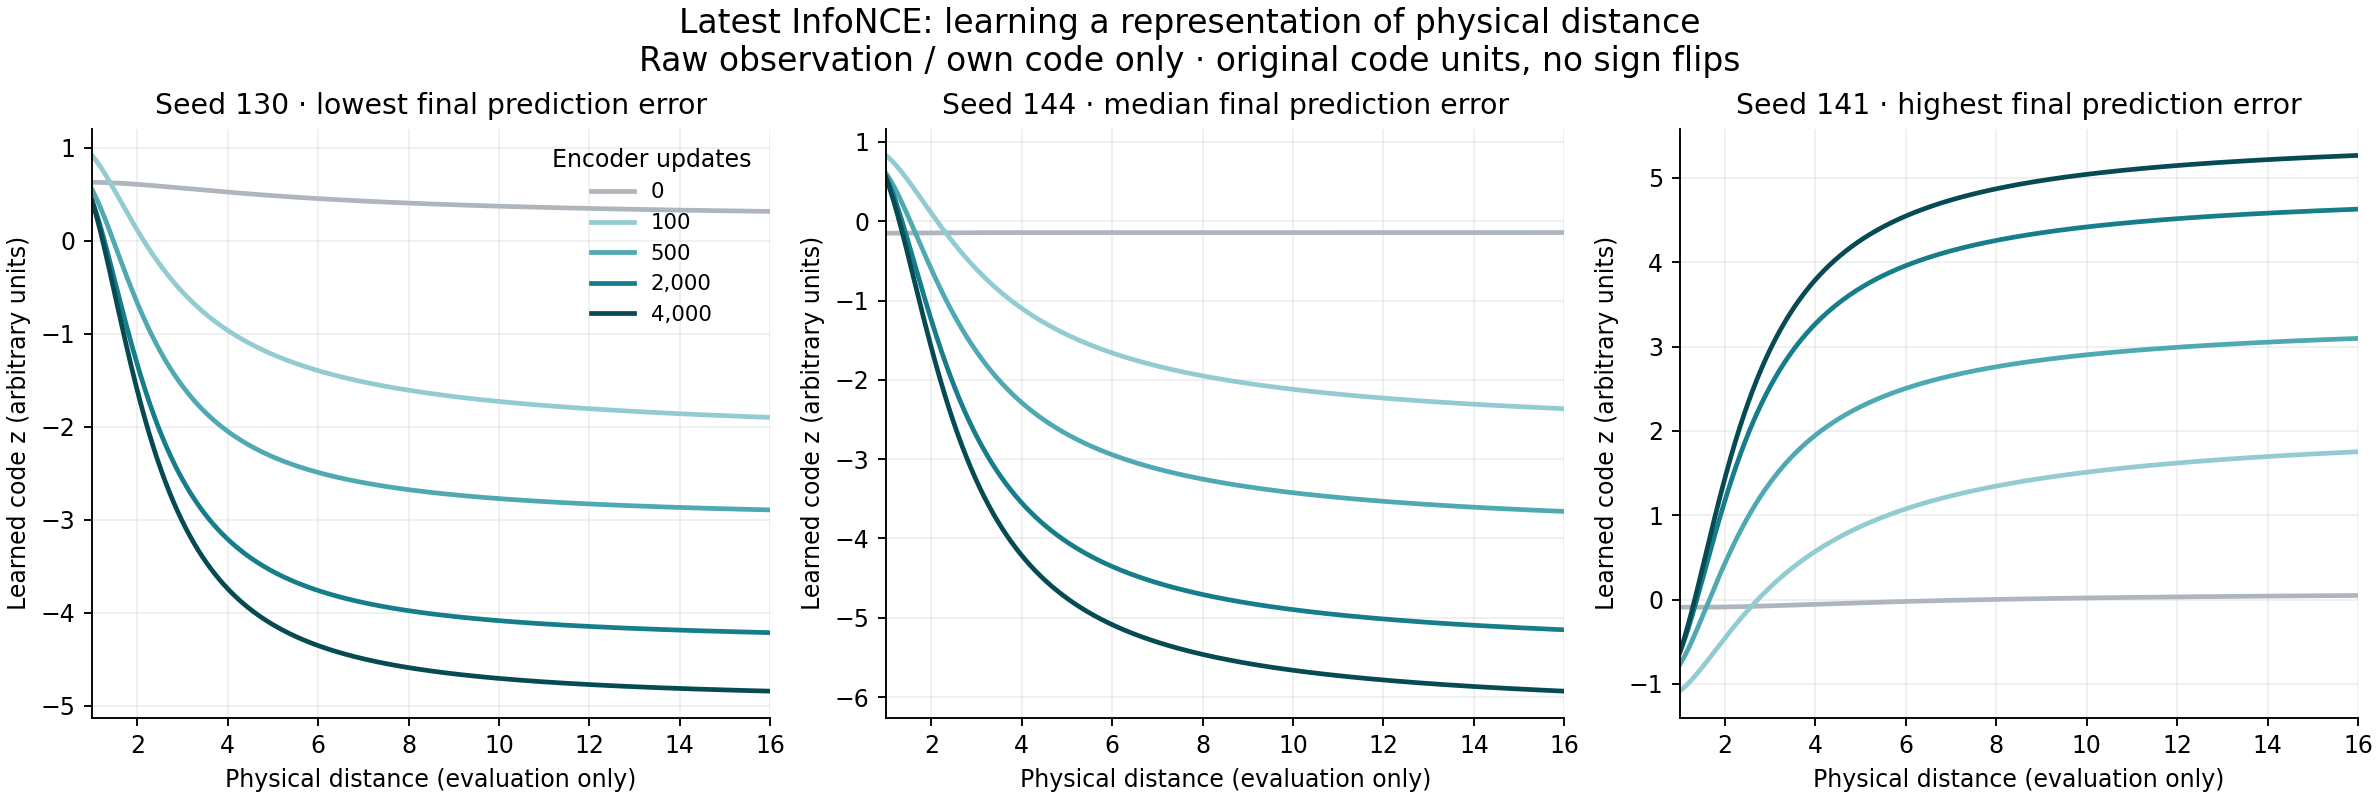 Latest InfoNCE: learning a representation of physical distance
Raw observation / own code only · original code units, no sign flips
Seed 130 · lowest final prediction error
Learned code z (arbitrary units)
1
0
−1
−2
−3
−4
−5
Encoder updates
0
100
500
2,000
4,000
2 4 6 8 10 12 14 16
Physical distance (evaluation only)
Seed 144 · median final prediction error
Learned code z (arbitrary units)
1
0
−1
−2
−3
−4
−5
−6
2 4 6 8 10 12 14 16
Physical distance (evaluation only)
Seed 141 · highest final prediction error
Learned code z (arbitrary units)
5
4
3
2
1
0
−1
2 4 6 8 10 12 14 16
Physical distance (evaluation only)